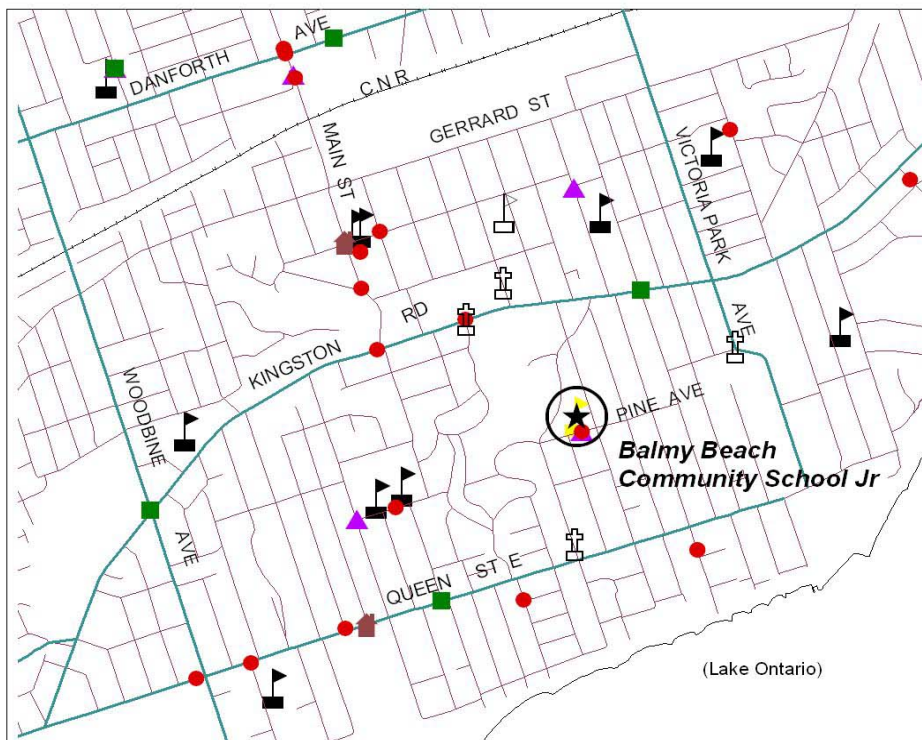 DANFORTH AVE
C N R
GERRARD ST
MAIN ST
VICTORIA PARK AVE
KINGSTON RD
WOODBINE AVE
PINE AVE
Balmy Beach
Community School Jr
QUEEN ST E
(Lake Ontario)